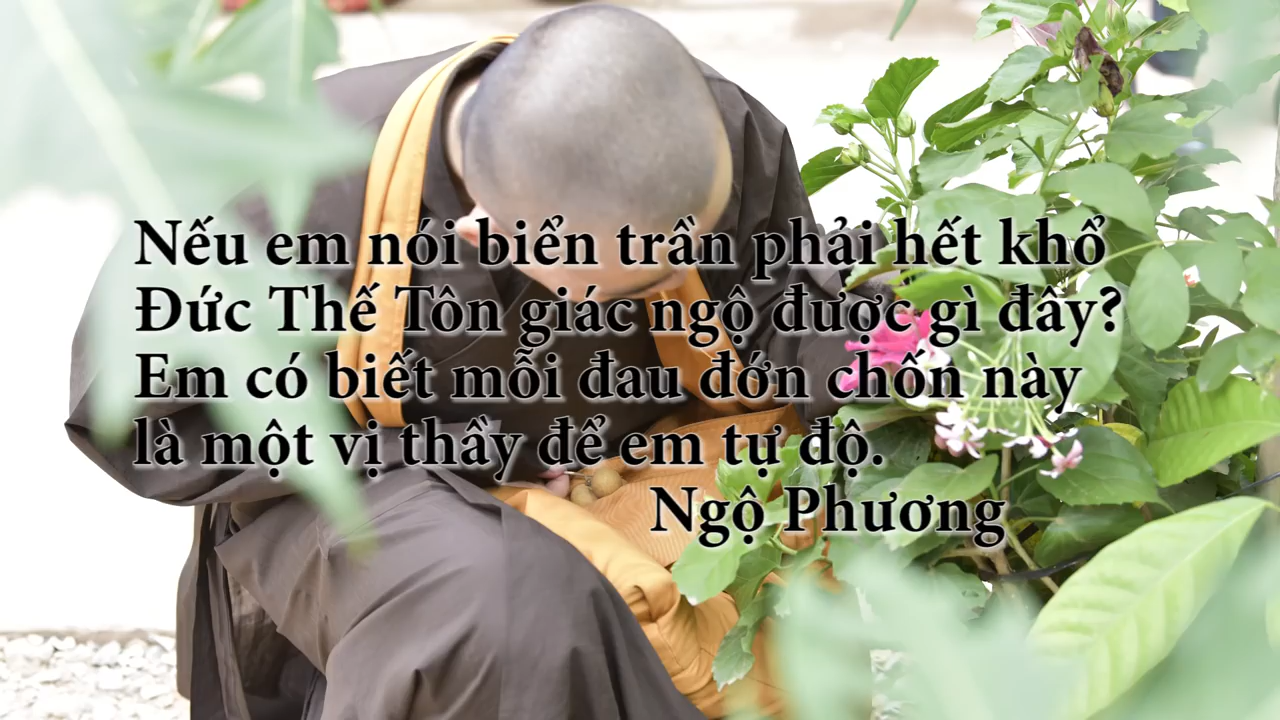 Nếu em nói biển trần phải hết khổ
Đức Thế Tôn giác ngộ được gì đây?
Em có biết mỗi đau đớn chốn này
là một vị thầy để em tự độ.
Ngộ Phương